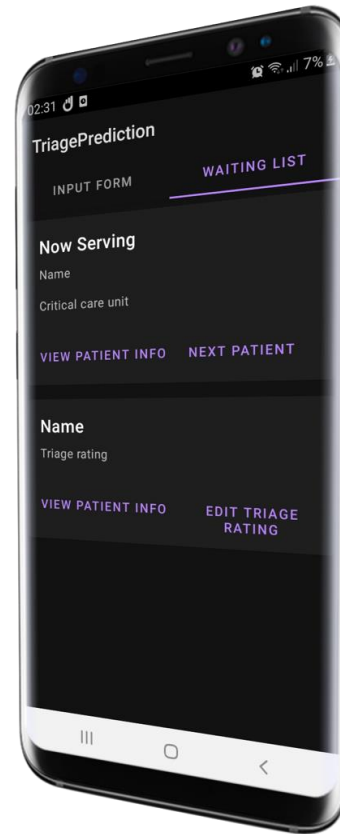 02:31 7%
TriagePrediction
INPUT FORM WAITING LIST
Now Serving
Name
Critical care unit
VIEW PATIENT INFO NEXT PATIENT
Name
Triage rating
VIEW PATIENT INFO EDIT TRIAGE
RATING